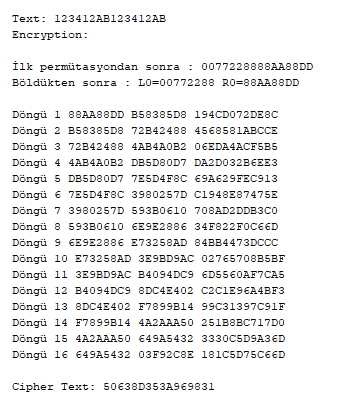 Text: 123412AB123412AB
Encryption:
İlk permütasyondan sonra : 0077228888AA88DD
Böldükten sonra : L0=00772288 R0=88AA88DD
Döngü 1 88AA88DD B58385D8 194CD072DE8C
Döngü 2 B58385D8 72B42488 4568581ABCCE
Döngü 3 72B42488 4AB4A0B2 06EDA4ACF5B5
Döngü 4 4AB4A0B2 DB5D80D7 DA2D032B6EE3
Döngü 5 DB5D80D7 7E5D4F8C 69A629FEC913
Döngü 6 7E5D4F8C 3980257D C1948E87475E
Döngü 7 3980257D 593B0610 708AD2DDB3C0
Döngü 8 593B0610 6E9E2886 34F822F0C66D
Döngü 9 6E9E2886 E73258AD 84BB4473DCCC
Döngü 10 E73258AD 3E9BD9AC 02765708B5BF
Döngü 11 3E9BD9AC B4094DC9 6D5560AF7CA5
Döngü 12 B4094DC9 8DC4E402 C2C1E96A4BF3
Döngü 13 8DC4E402 F7899B14 99C31397C91F
Döngü 14 F7899B14 4A2AAA50 251B8BC717D0
Döngü 15 4A2AAA50 649A5432 3330C5D9A36D
Döngü 16 649A5432 03F92C8E 181C5D75C66D
Cipher Text: 50638D353A969831